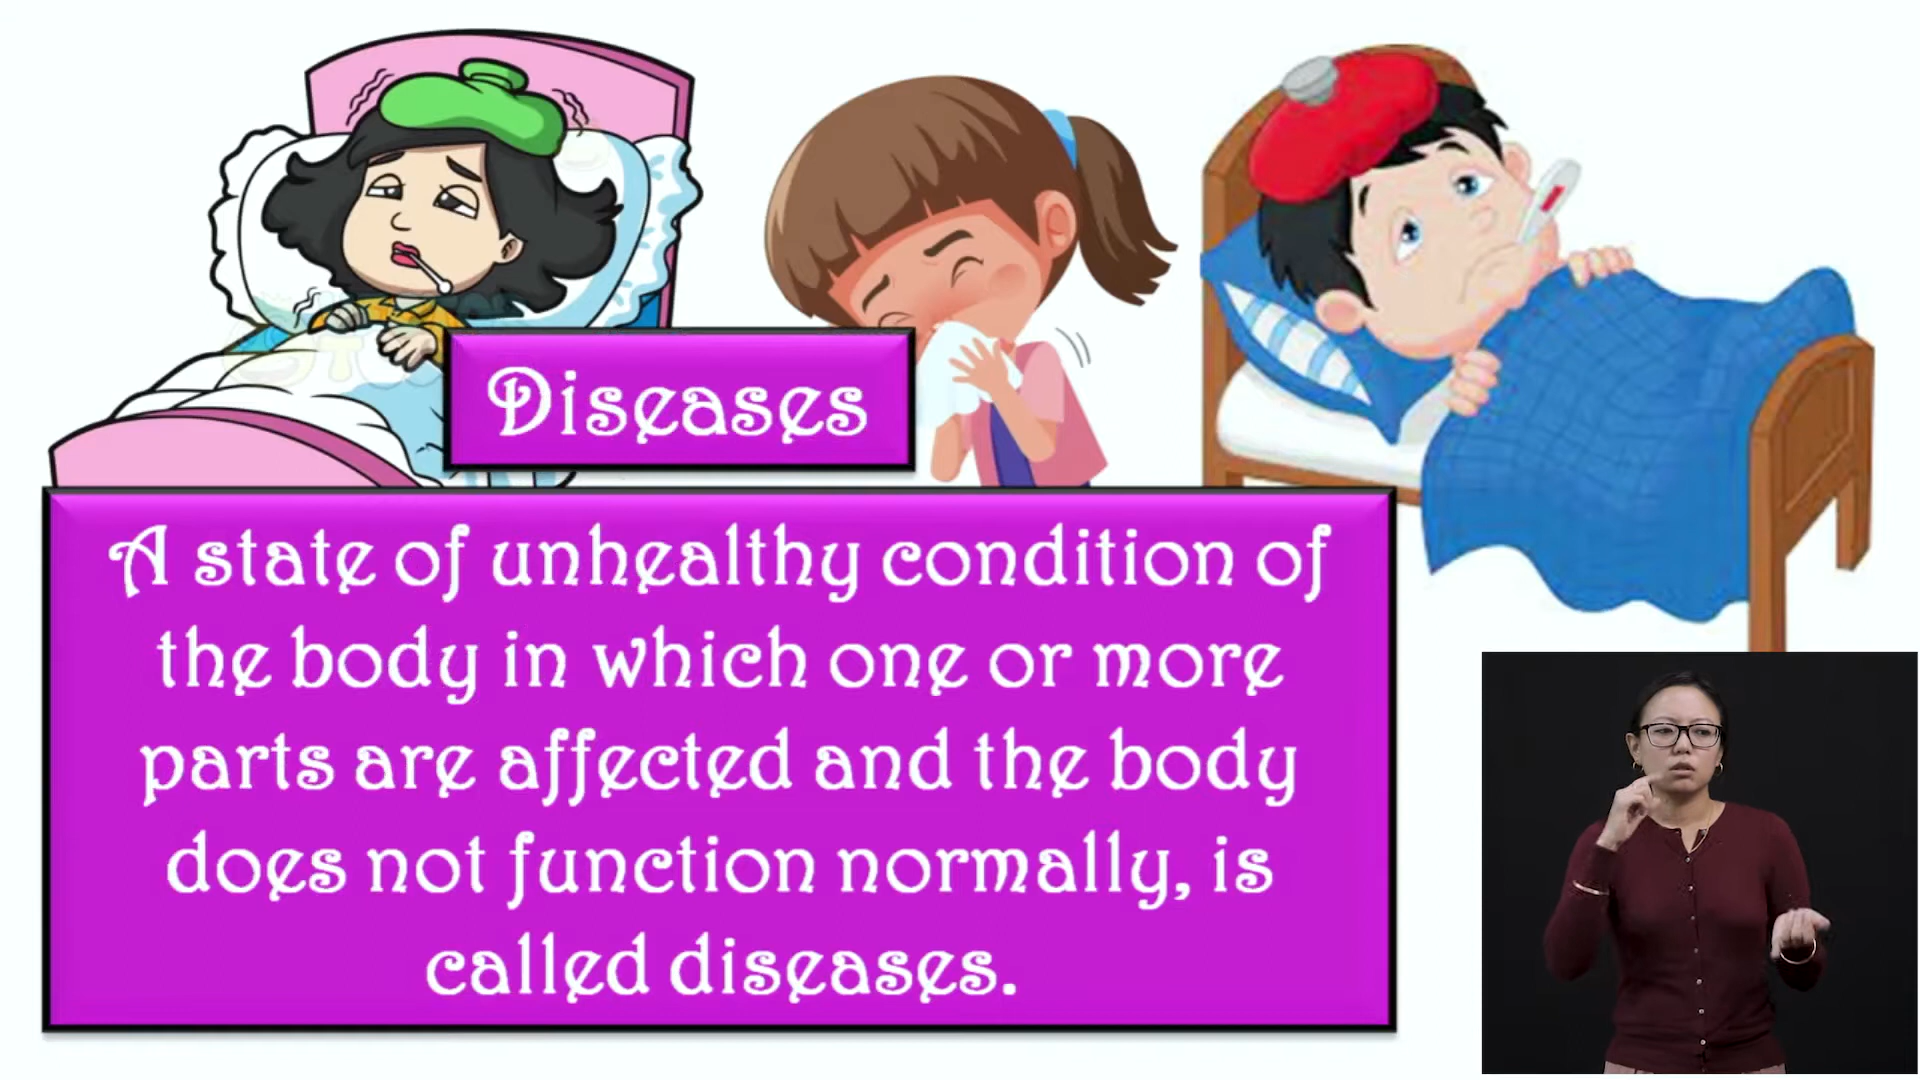 Diseases
A state of unhealthy condition of
the body in which one or more
parts are affected and the body
does not function normally, is
called diseases.